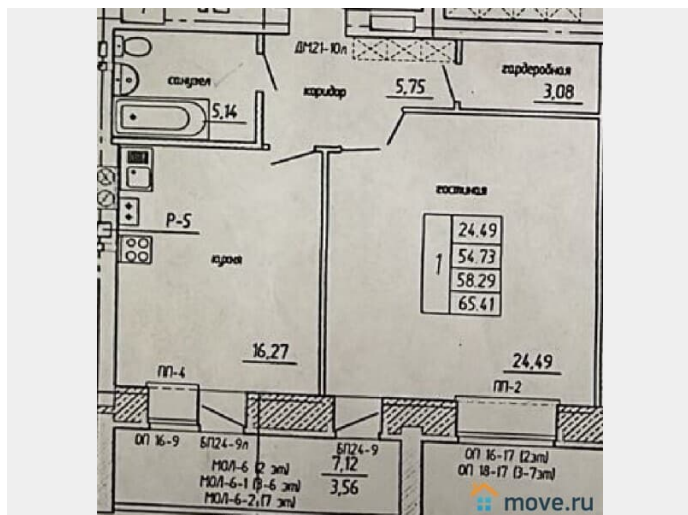 ДМ21-10л
санузел
5,14
коридор
5,75
гардеробная
3,08
гостиная
Р-5
кухня
1
24.49
54.73
58.29
65.41
16,27
24,49
ПП-4
ПП-2
ОП 16-9
БП24-9л
БП24-9
МОЛ-6 (2 эт)
МОЛ-6-1 (3-6 эт)
МОЛ-6-2 (7 эт)
7,12
3,56
ОП 16-17 (2эт)
ОП 18-17 (3-7эт)
move.ru